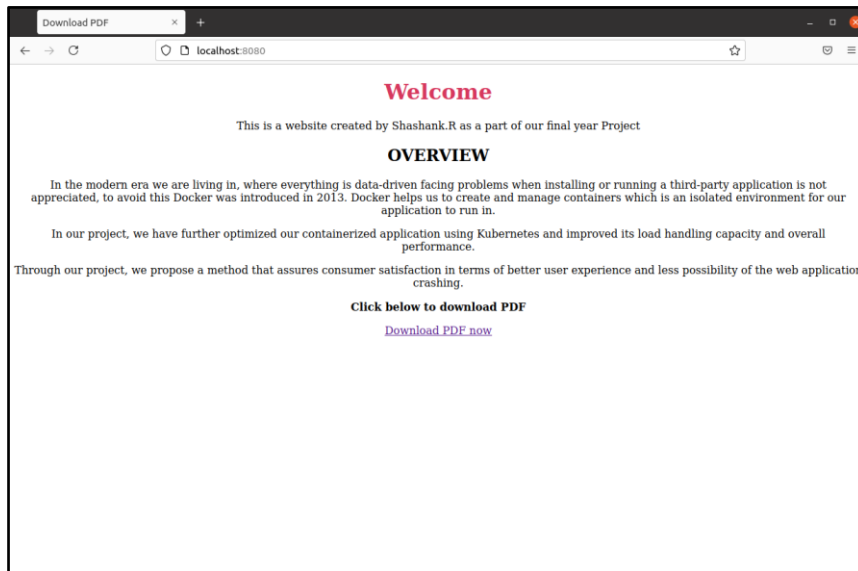 Download PDF
localhost:8080
Welcome
This is a website created by Shashank.R as a part of our final year Project
OVERVIEW
In the modern era we are living in, where everything is data-driven facing problems when installing or running a third-party application is not
appreciated, to avoid this Docker was introduced in 2013. Docker helps us to create and manage containers which is an isolated environment for our
application to run in.
In our project, we have further optimized our containerized application using Kubernetes and improved its load handling capacity and overall
performance.
Through our project, we propose a method that assures consumer satisfaction in terms of better user experience and less possibility of the web application
crashing.
Click below to download PDF
Download PDF now